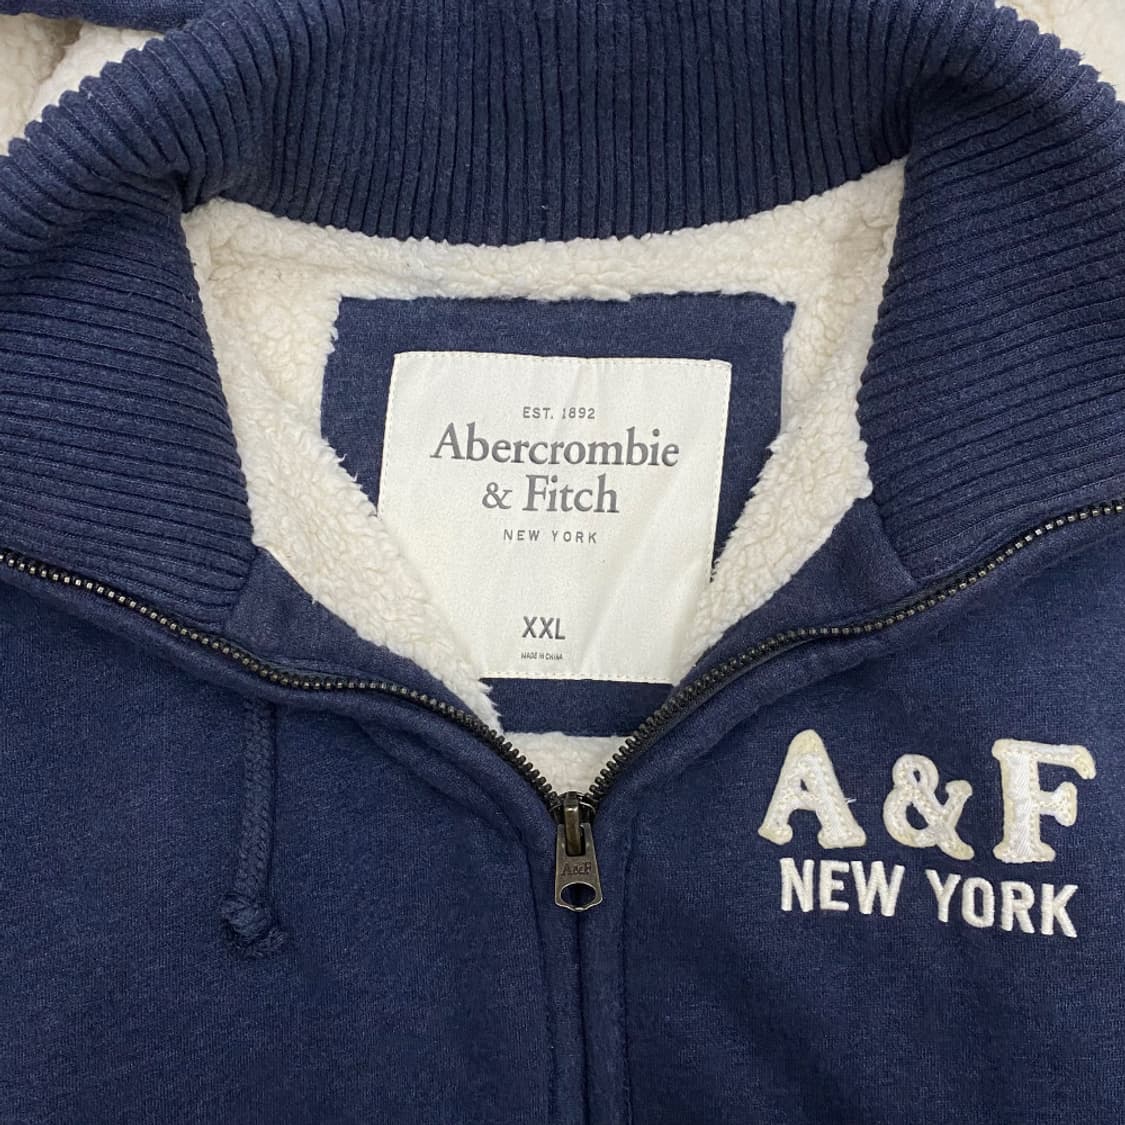 EST. 1892
Abercrombie
& Fitch
NEW YORK
XXL
MADE IN CHINA
A&F
NEW YORK
A&F